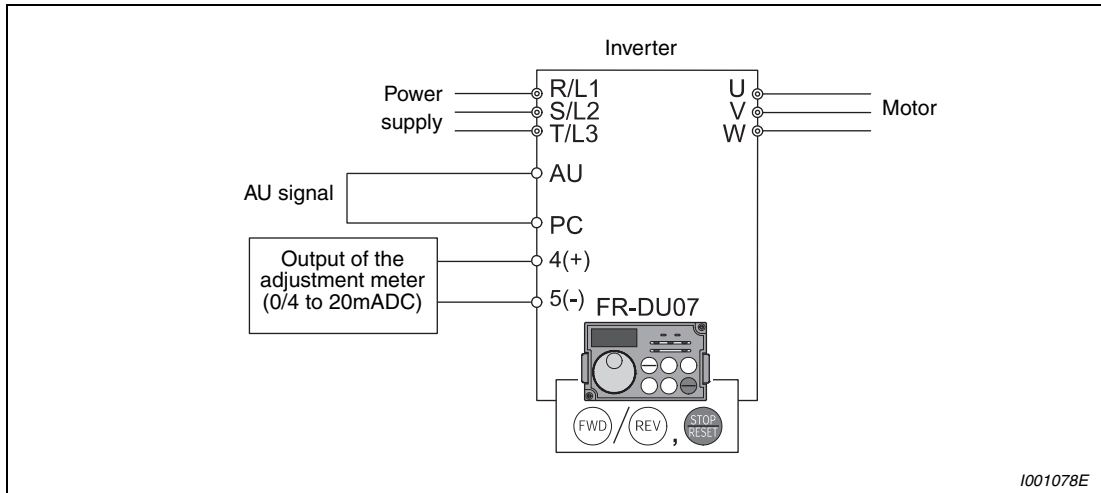 Inverter
Power
supply
R/L1
S/L2
T/L3
U
V
W
Motor
AU signal
AU
PC
Output of the
adjustment meter
(0/4 to 20mADC)
4(+)
5(-)
FR-DU07
FWD / REV , STOP
RESET
I001078E